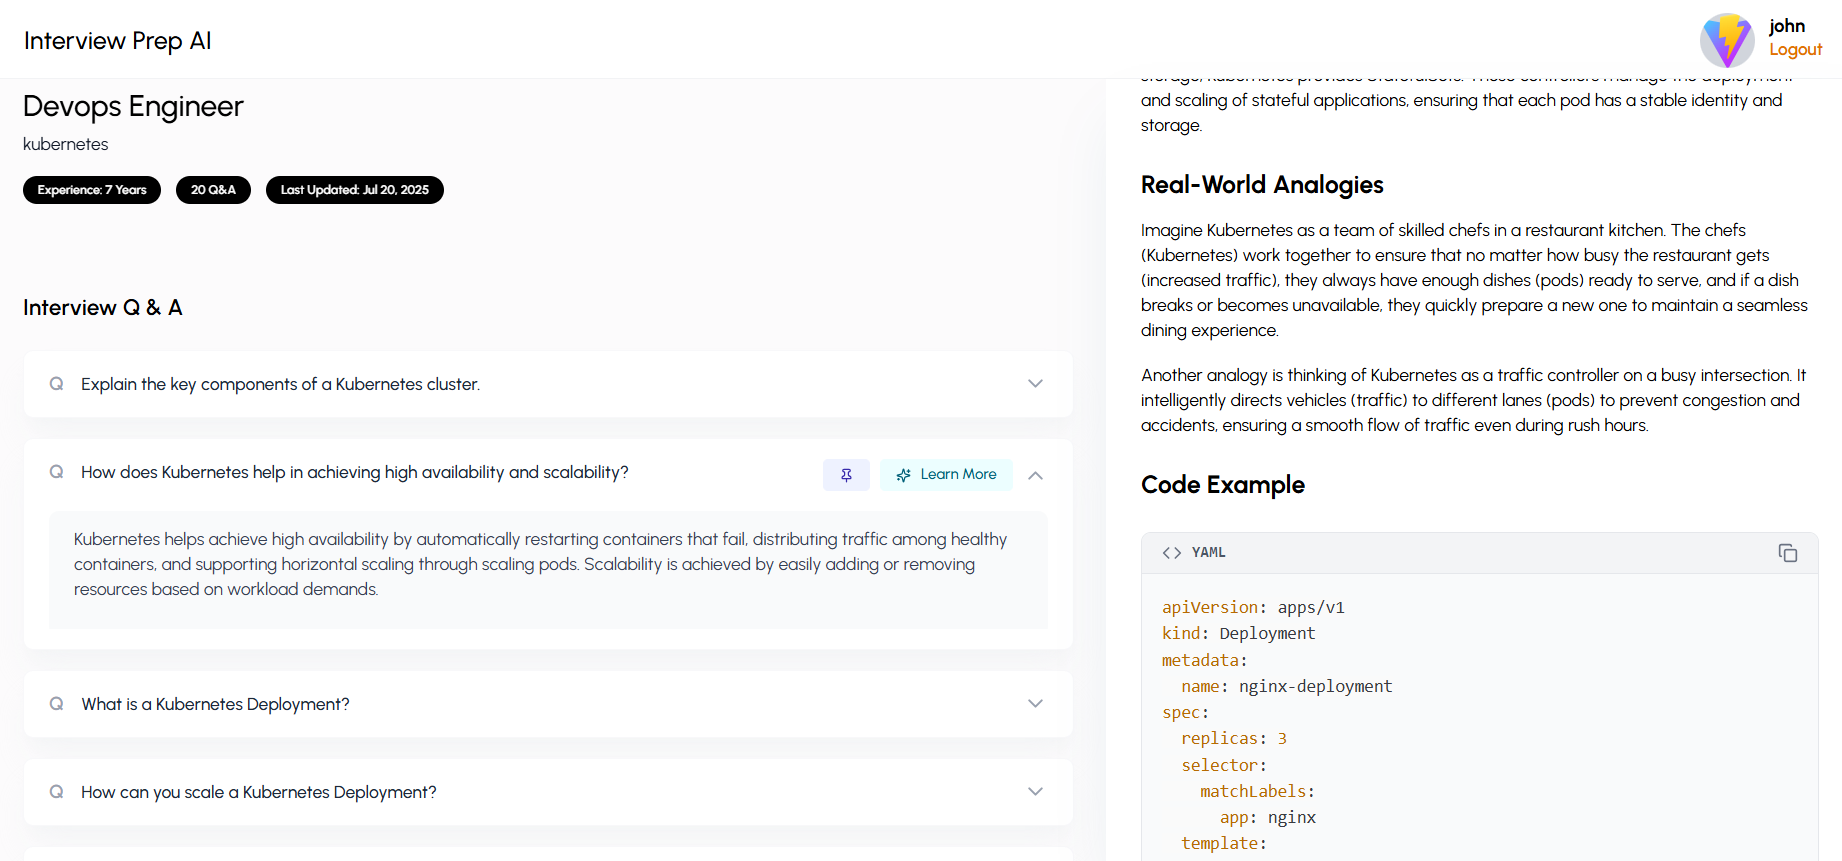 Interview Prep AI
john
Logout
Devops Engineer
kubernetes
Experience: 7 Years
20 Q&A
Last Updated: Jul 20, 2025
Interview Q & A
Q Explain the key components of a Kubernetes cluster.
Q How does Kubernetes help in achieving high availability and scalability?
Learn More
Kubernetes helps achieve high availability by automatically restarting containers that fail, distributing traffic among healthy
containers, and supporting horizontal scaling through scaling pods. Scalability is achieved by easily adding or removing
resources based on workload demands.
Q What is a Kubernetes Deployment?
Q How can you scale a Kubernetes Deployment?
storage, Kubernetes provides StatefulSets. These controllers manage the deployment
and scaling of stateful applications, ensuring that each pod has a stable identity and
storage.
Real-World Analogies
Imagine Kubernetes as a team of skilled chefs in a restaurant kitchen. The chefs
(Kubernetes) work together to ensure that no matter how busy the restaurant gets
(increased traffic), they always have enough dishes (pods) ready to serve, and if a dish
breaks or becomes unavailable, they quickly prepare a new one to maintain a seamless
dining experience.
Another analogy is thinking of Kubernetes as a traffic controller on a busy intersection. It
intelligently directs vehicles (traffic) to different lanes (pods) to prevent congestion and
accidents, ensuring a smooth flow of traffic even during rush hours.
Code Example
<> YAML
apiVersion: apps/v1
kind: Deployment
metadata:
  name: nginx-deployment
spec:
  replicas: 3
  selector:
    matchLabels:
      app: nginx
  template: